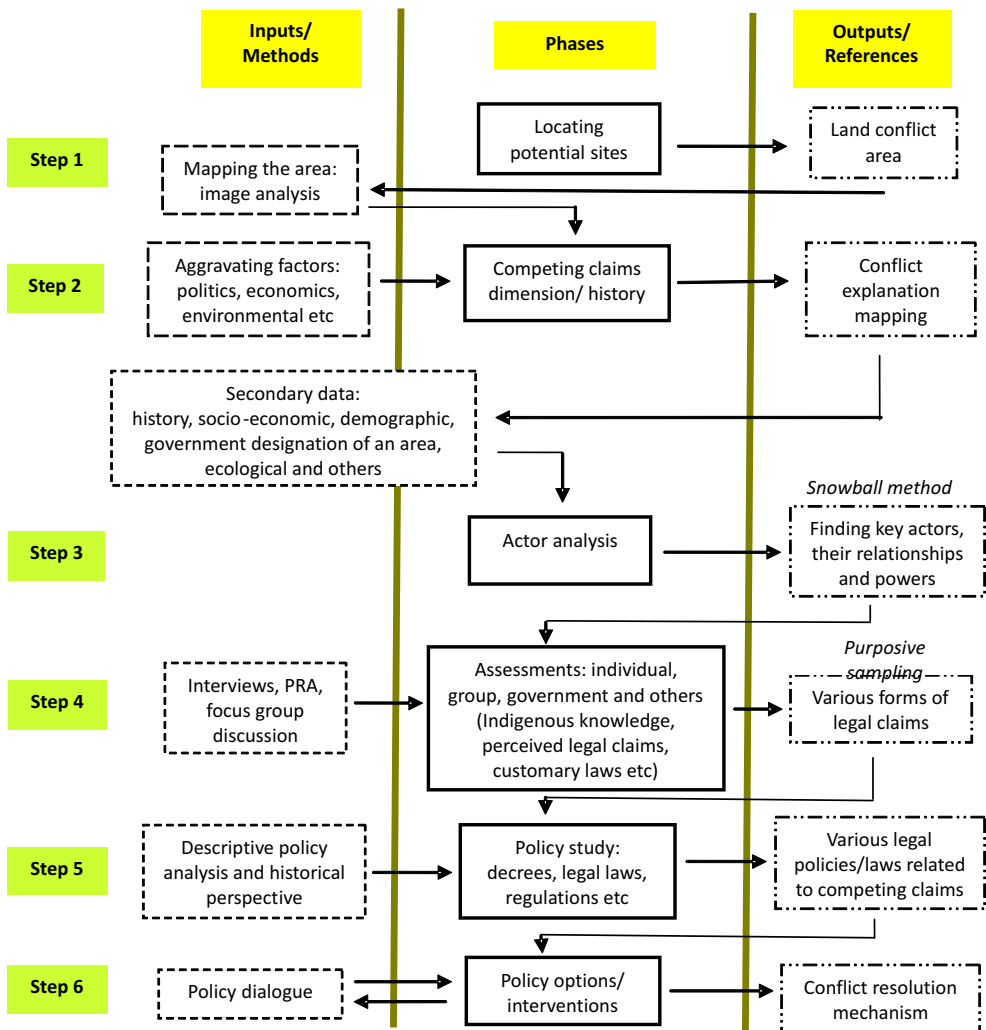 Inputs/
Methods
Phases
Outputs/
References
Step 1
Locating
potential sites
Land conflict
area
Mapping the area:
image analysis
Step 2
Aggravating factors:
politics, economics,
environmental etc
Competing claims
dimension/ history
Conflict
explanation
mapping
Secondary data:
history, socio-economic, demographic,
government designation of an area,
ecological and others
Step 3
Actor analysis
Snowball method
Finding key actors,
their relationships
and powers
Step 4
Interviews, PRA,
focus group
discussion
Assessments: individual,
group, government and others
(Indigenous knowledge,
perceived legal claims,
customary laws etc)
Purposive
sampling
Various forms of
legal claims
Step 5
Descriptive policy
analysis and historical
perspective
Policy study:
decrees, legal laws,
regulations etc
Various legal
policies/laws related
to competing claims
Step 6
Policy dialogue
Policy options/
interventions
Conflict resolution
mechanism